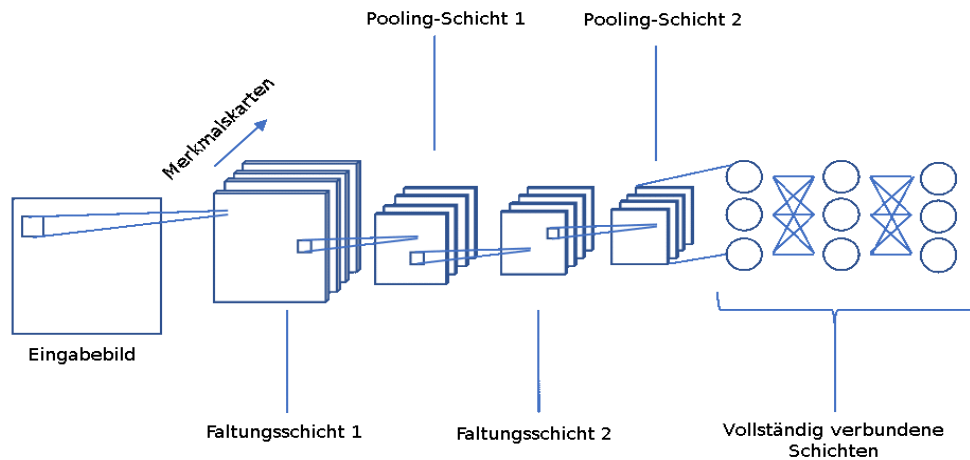 Pooling-Schicht 1
Pooling-Schicht 2
Merkmalskarten
Eingabebild
Faltungsschicht 1
Faltungsschicht 2
Vollständig verbundene
Schichten